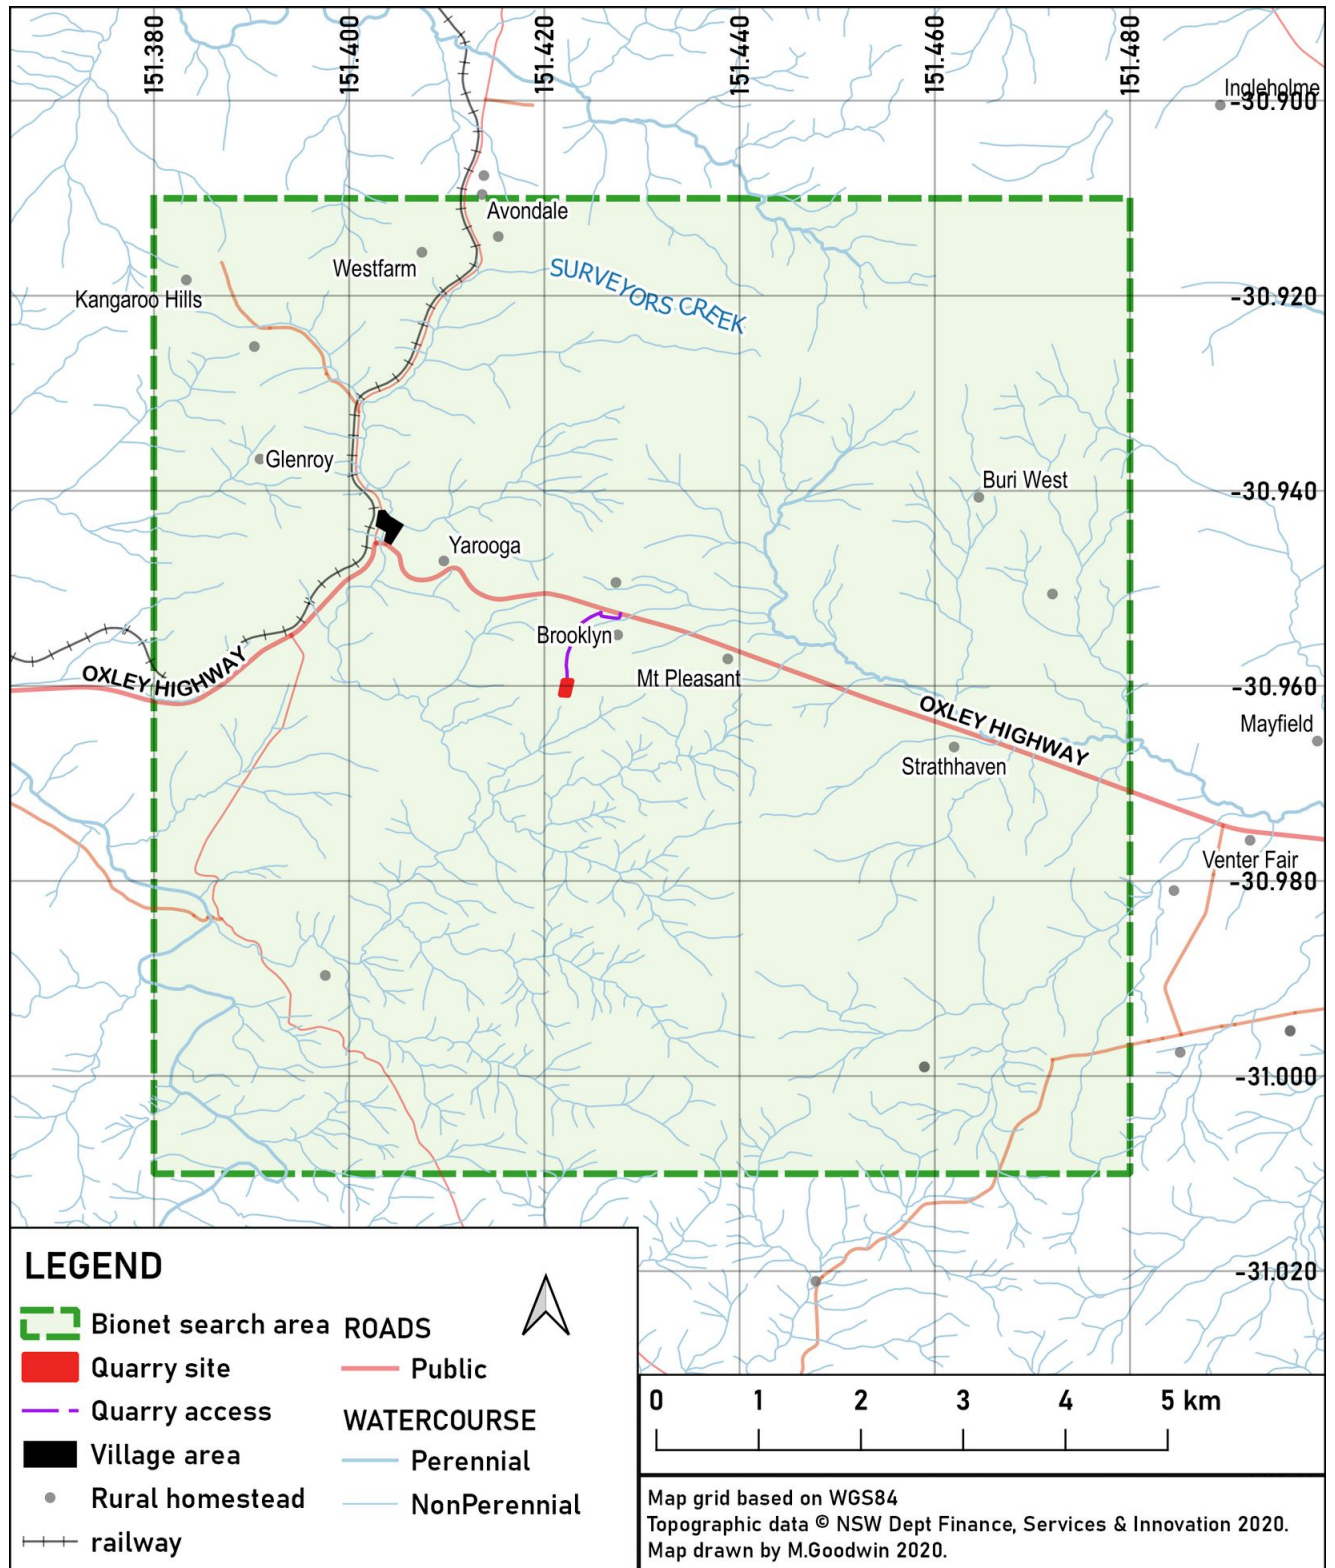 151.380
151.400
151.420
151.440
151.460
151.480
Ingleholme
-30.900
Avondale
Westfarm
SURVEYORS CREEK
Kangaroo Hills
-30.920
Glenroy
Buri West
-30.940
Yarooga
Brooklyn
OXLEY HIGHWAY
Mt Pleasant
-30.960
OXLEY HIGHWAY
Mayfield
Strathhaven
Venter Fair
-30.980
-31.000
-31.020
LEGEND
Bionet search area
Quarry site
Quarry access
Village area
Rural homestead
railway
ROADS
Public
WATERCOURSE
Perennial
NonPerennial
0 1 2 3 4 5 km
Map grid based on WGS84
Topographic data © NSW Dept Finance, Services & Innovation 2020.
Map drawn by M.Goodwin 2020.